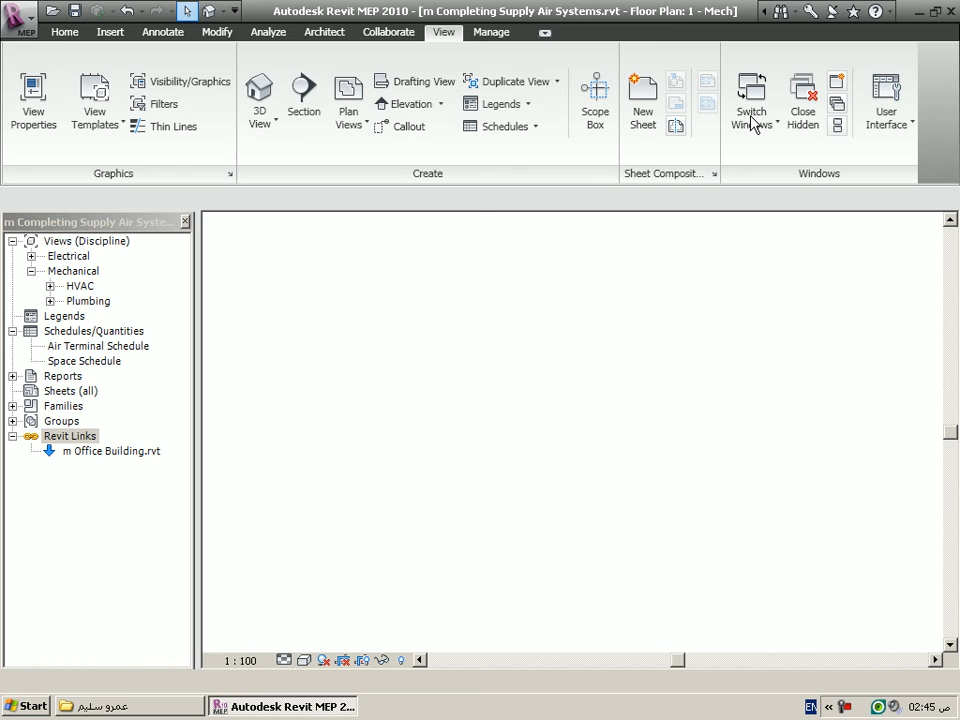 Autodesk Revit MEP 2010 - [m Completing Supply Air Systems.rvt - Floor Plan: 1 - Mech]
MEP
Home Insert Annotate Modify Analyze Architect Collaborate View Manage
View Properties
View Templates
Visibility/Graphics
Filters
Thin Lines
3D View
Section
Plan Views
Drafting View
Elevation
Callout
Duplicate View
Legends
Schedules
Scope Box
New Sheet
Switch Windows
Close Hidden
User Interface
Graphics
Create
Sheet Composit...
Windows
m Completing Supply Air Syste...
Views (Discipline)
Electrical
Mechanical
HVAC
Plumbing
Legends
Schedules/Quantities
Air Terminal Schedule
Space Schedule
Reports
Sheets (all)
Families
Groups
Revit Links
m Office Building.rvt
1 : 100
Start
عمرو سليم
Autodesk Revit MEP 2...
EN
02:45 ص